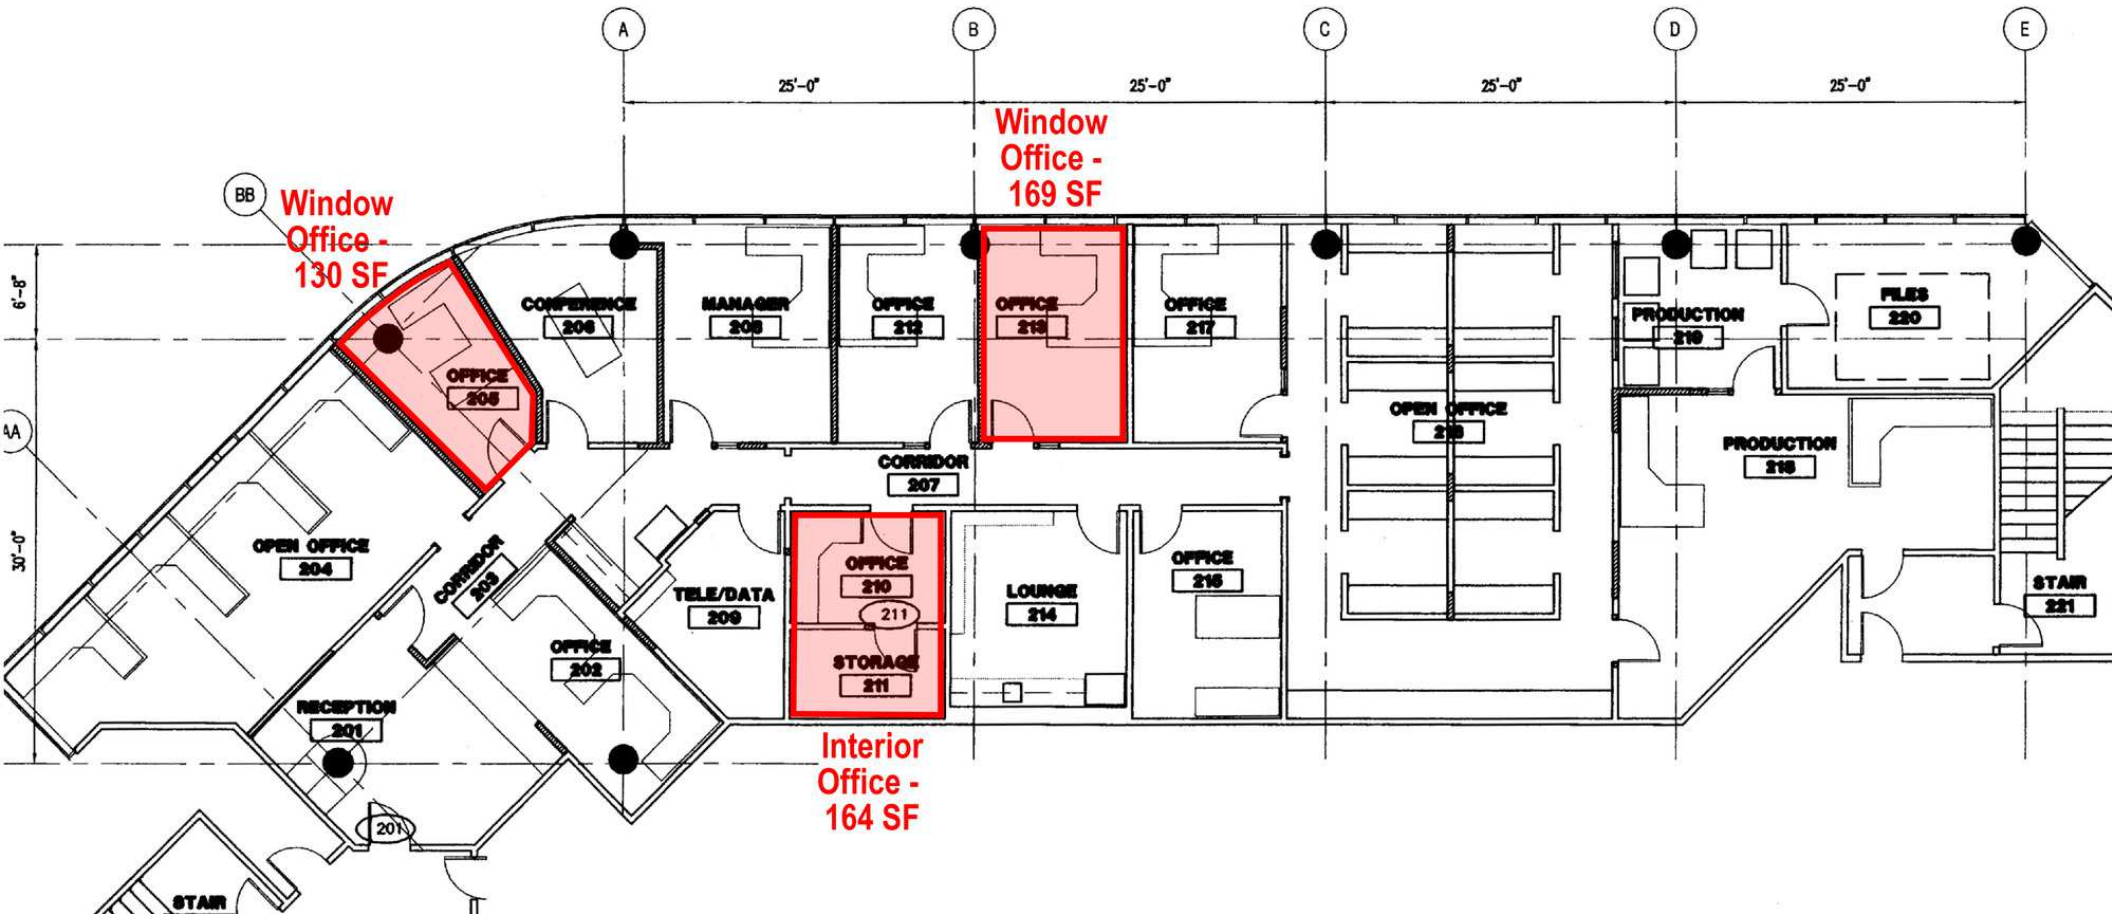 A
B
C
D
E
25'-0"
25'-0"
25'-0"
25'-0"
Window
Office -
169 SF
BB
Window
Office -
130 SF
6'-8"
30'-0"
AA
CONFERENCE
206
MANAGER
208
OFFICE
212
OFFICE
213
OFFICE
217
PRODUCTION
219
FILES
220
OFFICE
205
OPEN OFFICE
PRODUCTION
CORRIDOR
207
OPEN OFFICE
204
CORRIDOR
203
TELE/DATA
209
OFFICE
210
211
STORAGE
211
LOUNGE
214
OFFICE
215
STAIR
221
OFFICE
202
RECEPTION
201
Interior
Office -
164 SF
201
STAIR